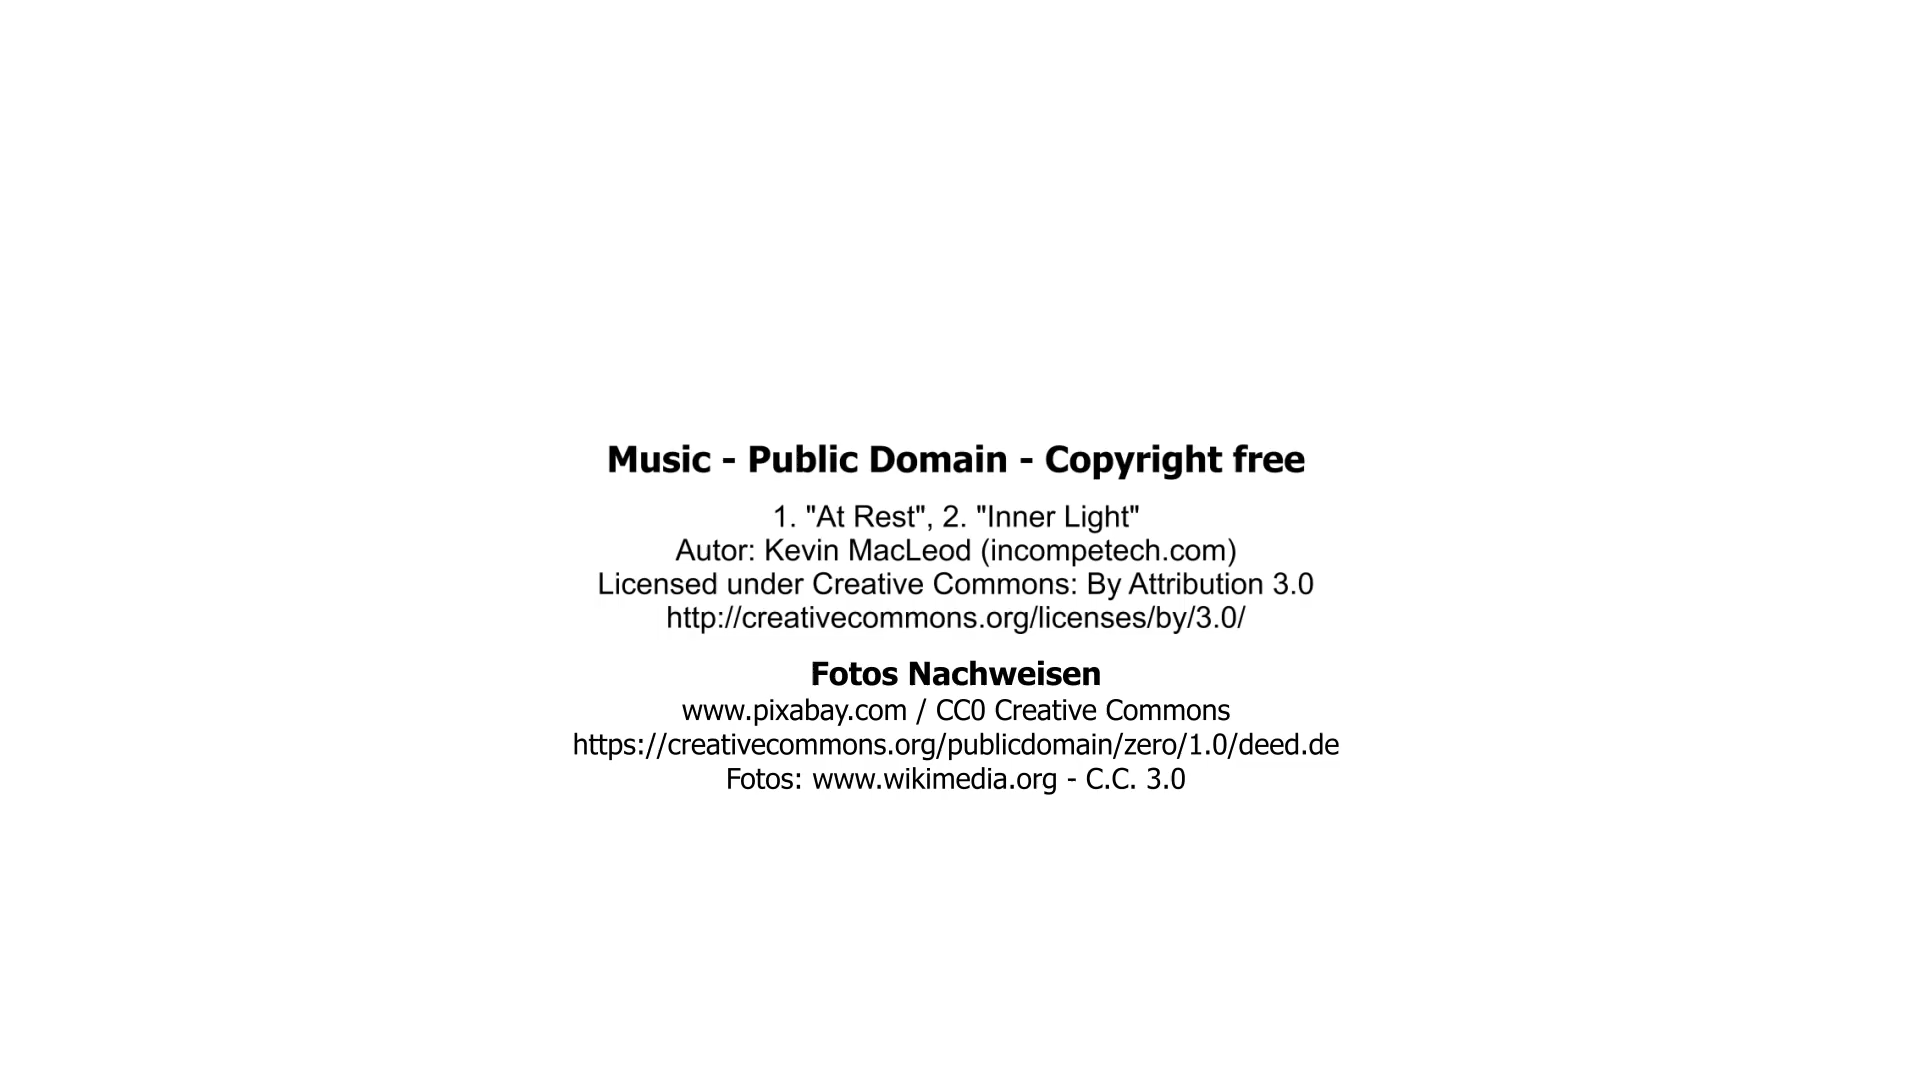 Music - Public Domain - Copyright free
1. "At Rest", 2. "Inner Light"
Autor: Kevin MacLeod (incompetech.com)
Licensed under Creative Commons: By Attribution 3.0
http://creativecommons.org/licenses/by/3.0/
Fotos Nachweisen
www.pixabay.com / CC0 Creative Commons
https://creativecommons.org/publicdomain/zero/1.0/deed.de
Fotos: www.wikimedia.org - C.C. 3.0